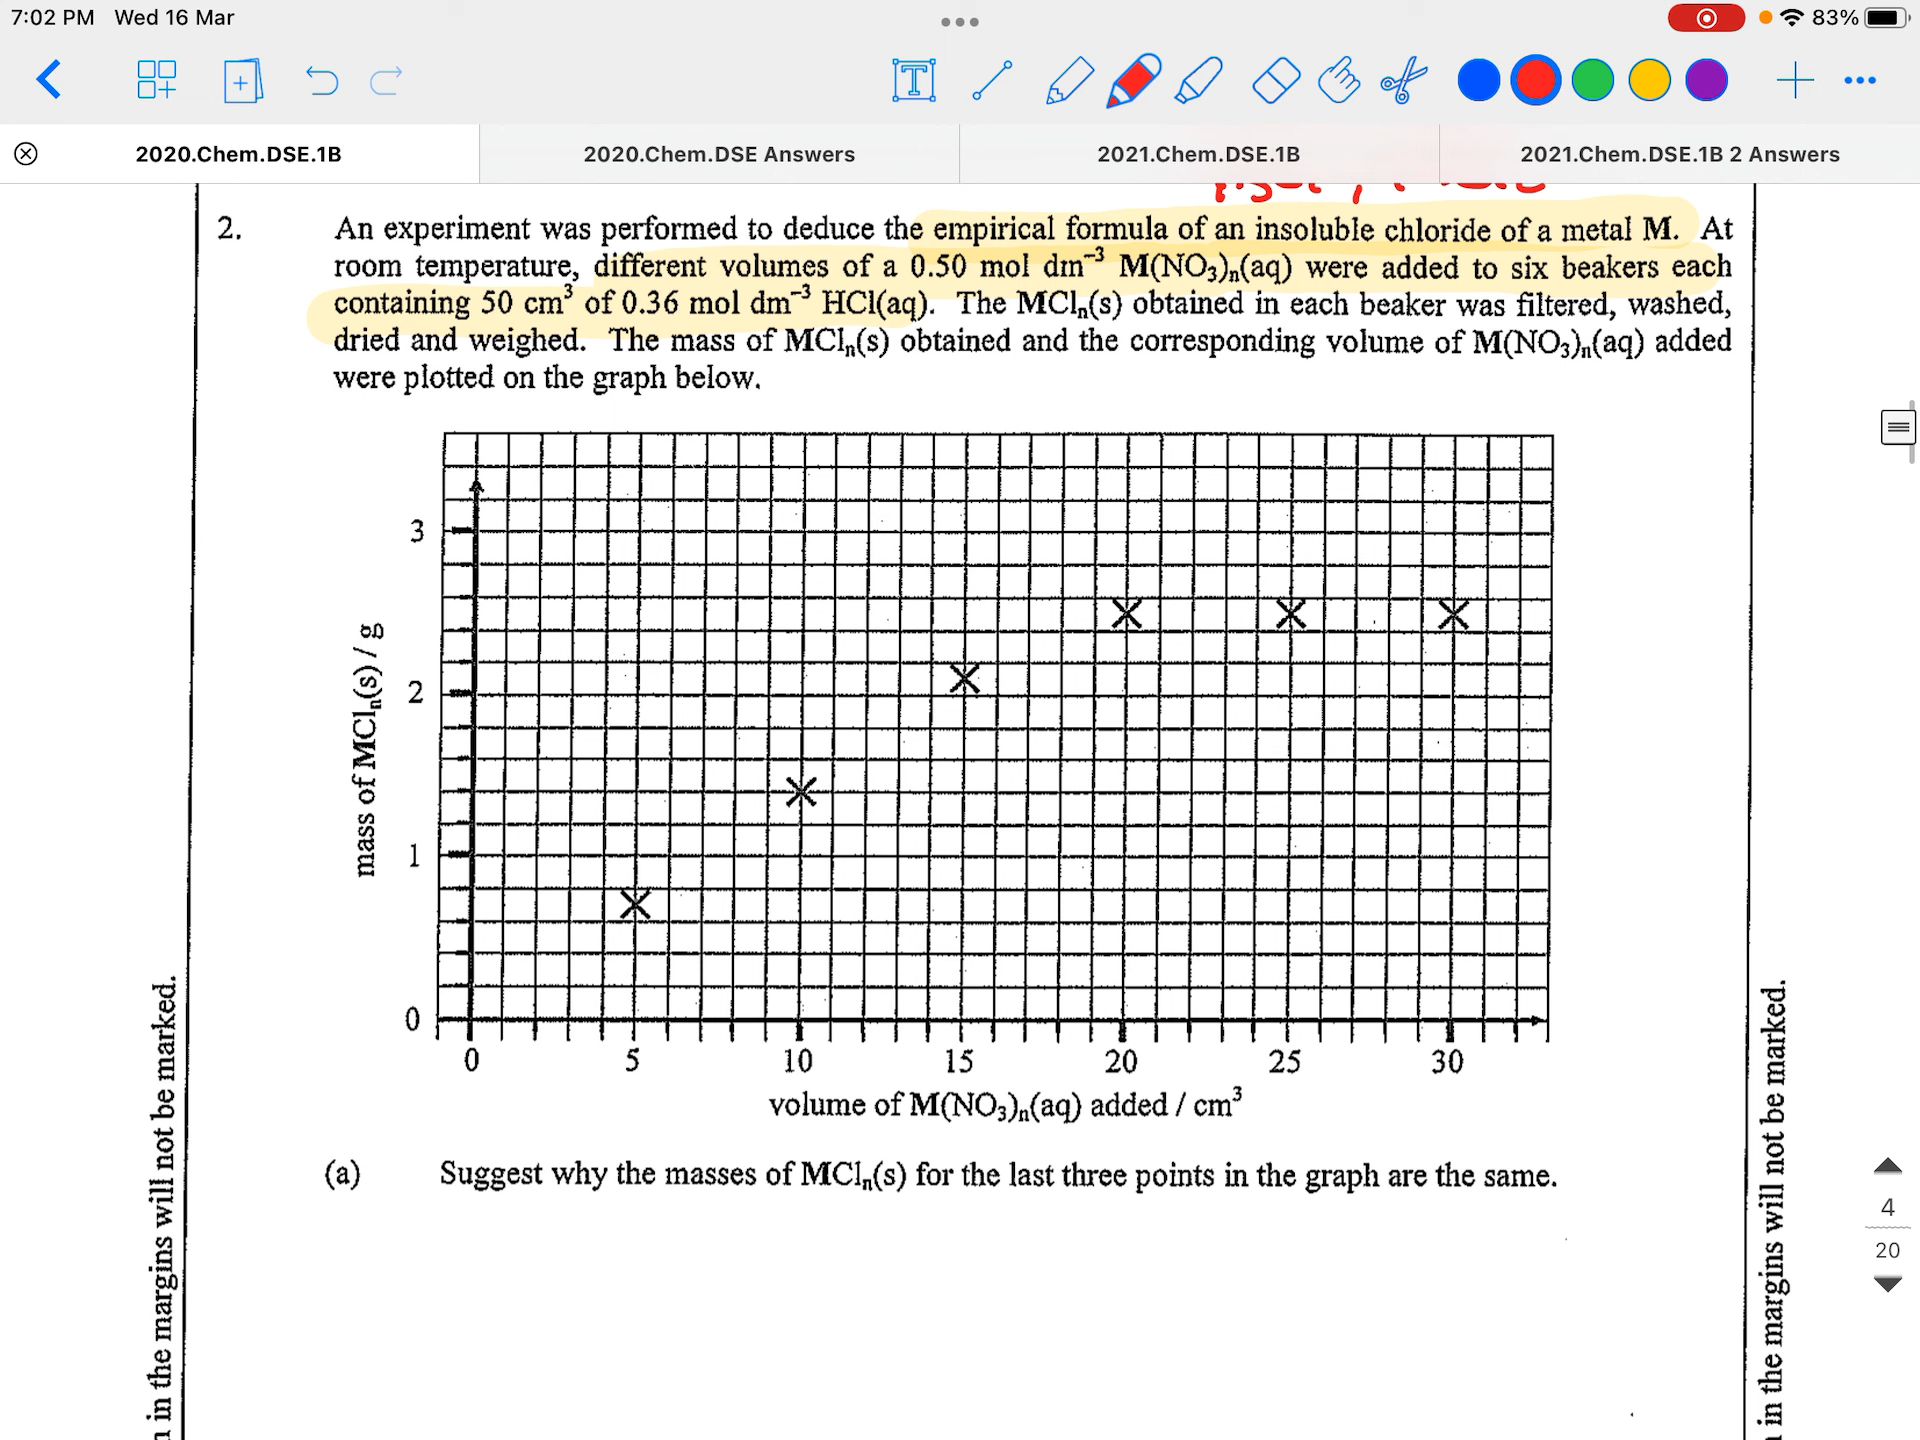 7:02 PM Wed 16 Mar
83%
2020.Chem.DSE.1B
2020.Chem.DSE Answers
2021.Chem.DSE.1B
2021.Chem.DSE.1B 2 Answers
2. An experiment was performed to deduce the empirical formula of an insoluble chloride of a metal M. At
room temperature, different volumes of a 0.50 mol dm⁻³ M(NO₃)ₙ(aq) were added to six beakers each
containing 50 cm³ of 0.36 mol dm⁻³ HCl(aq). The MClₙ(s) obtained in each beaker was filtered, washed,
dried and weighed. The mass of MClₙ(s) obtained and the corresponding volume of M(NO₃)ₙ(aq) added
were plotted on the graph below.
mass of MClₙ(s) / g
3
2
1
0
0 5 10 15 20 25 30
volume of M(NO₃)ₙ(aq) added / cm³
(a) Suggest why the masses of MClₙ(s) for the last three points in the graph are the same.
in the margins will not be marked.
in the margins will not be marked.
4
20